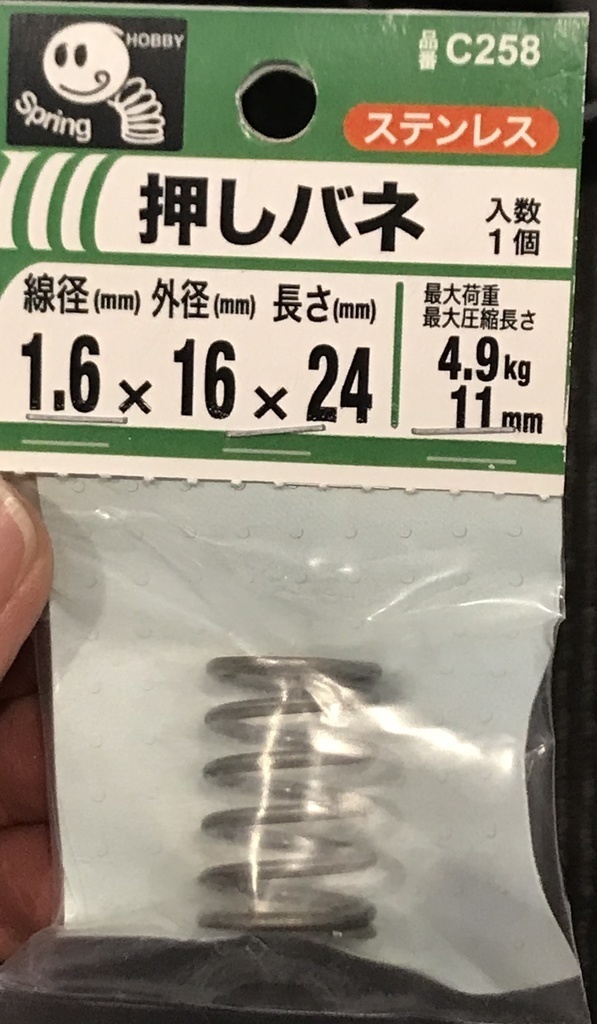 HOBBY
Spring
品番 C258
ステンレス
押しバネ
入数
1個
線径(mm) 外径(mm) 長さ(mm)
1.6 × 16 × 24
最大荷重
最大圧縮長さ
4.9kg
11mm